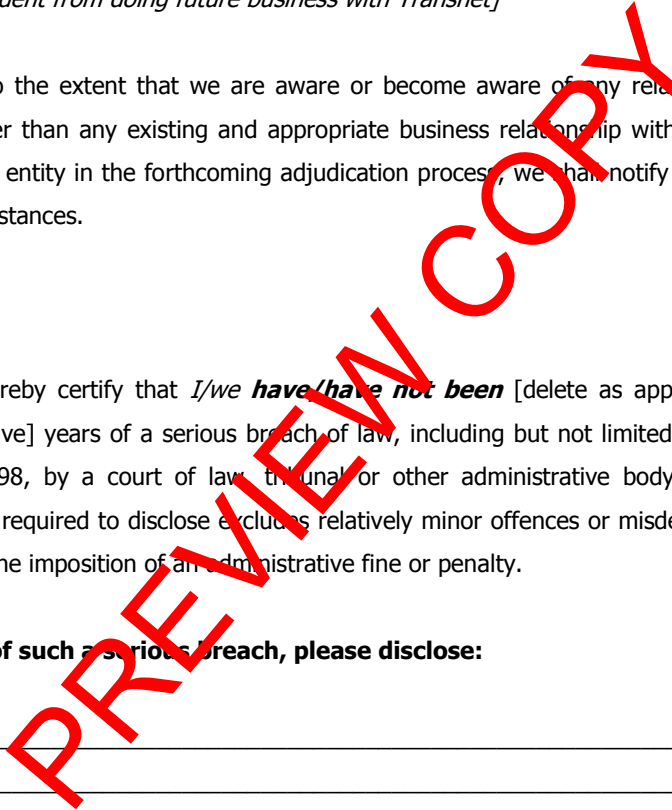 dent from doing future business with Transnet]
o the extent that we are aware or become aware of any rela
er than any existing and appropriate business relationship with
entity in the forthcoming adjudication process, we shall notify
stances.
reby certify that I/we have/have not been [delete as app
ve] years of a serious breach of law, including but not limited
98, by a court of law, tribunal or other administrative body
required to disclose excludes relatively minor offences or misde
he imposition of an administrative fine or penalty.
of such a serious breach, please disclose:
PREVIEW COPY